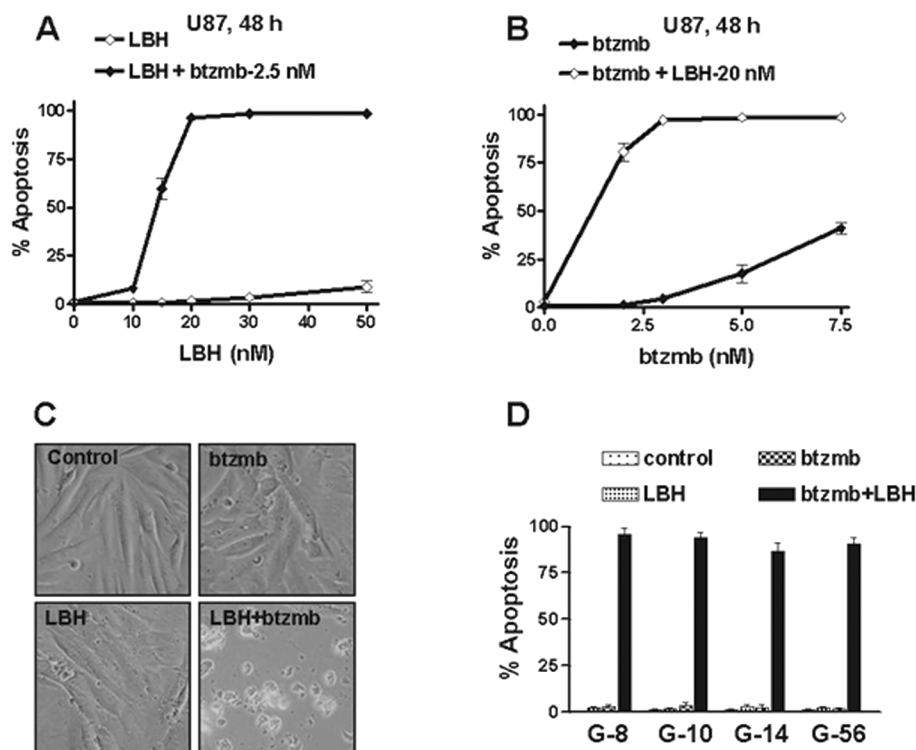 A
U87, 48 h
LBH
LBH + btzmb-2.5 nM
% Apoptosis
100
75
50
25
0
0 10 20 30 40 50
LBH (nM)
B
U87, 48 h
btzmb
btzmb + LBH-20 nM
% Apoptosis
100
75
50
25
0
0.0 2.5 5.0 7.5
btzmb (nM)
C
Control
btzmb
LBH
LBH+btzmb
D
control btzmb
LBH btzmb+LBH
% Apoptosis
100
75
50
25
0
G-8 G-10 G-14 G-56